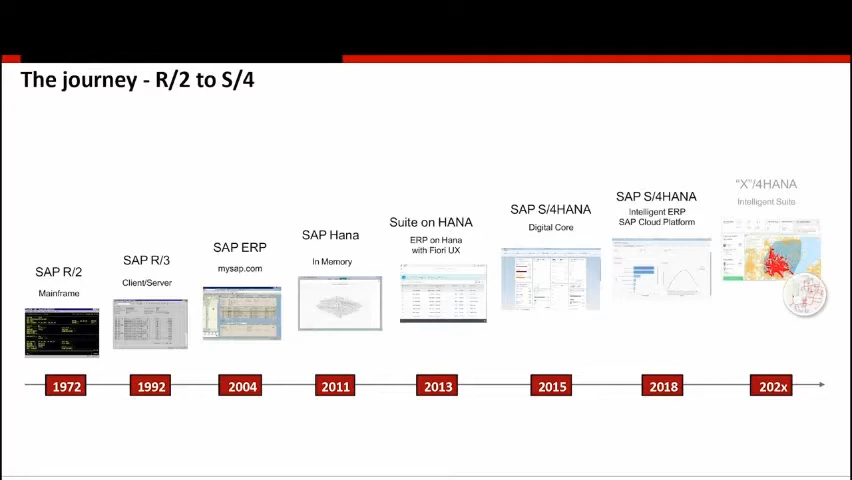 The journey - R/2 to S/4
SAP R/2
Mainframe
SAP R/3
Client/Server
SAP ERP
mysap.com
SAP Hana
In Memory
Suite on HANA
ERP on Hana
with Fiori UX
SAP S/4HANA
Digital Core
SAP S/4HANA
Intelligent ERP
SAP Cloud Platform
"X"/4HANA
Intelligent Suite
1972
1992
2004
2011
2013
2015
2018
202x